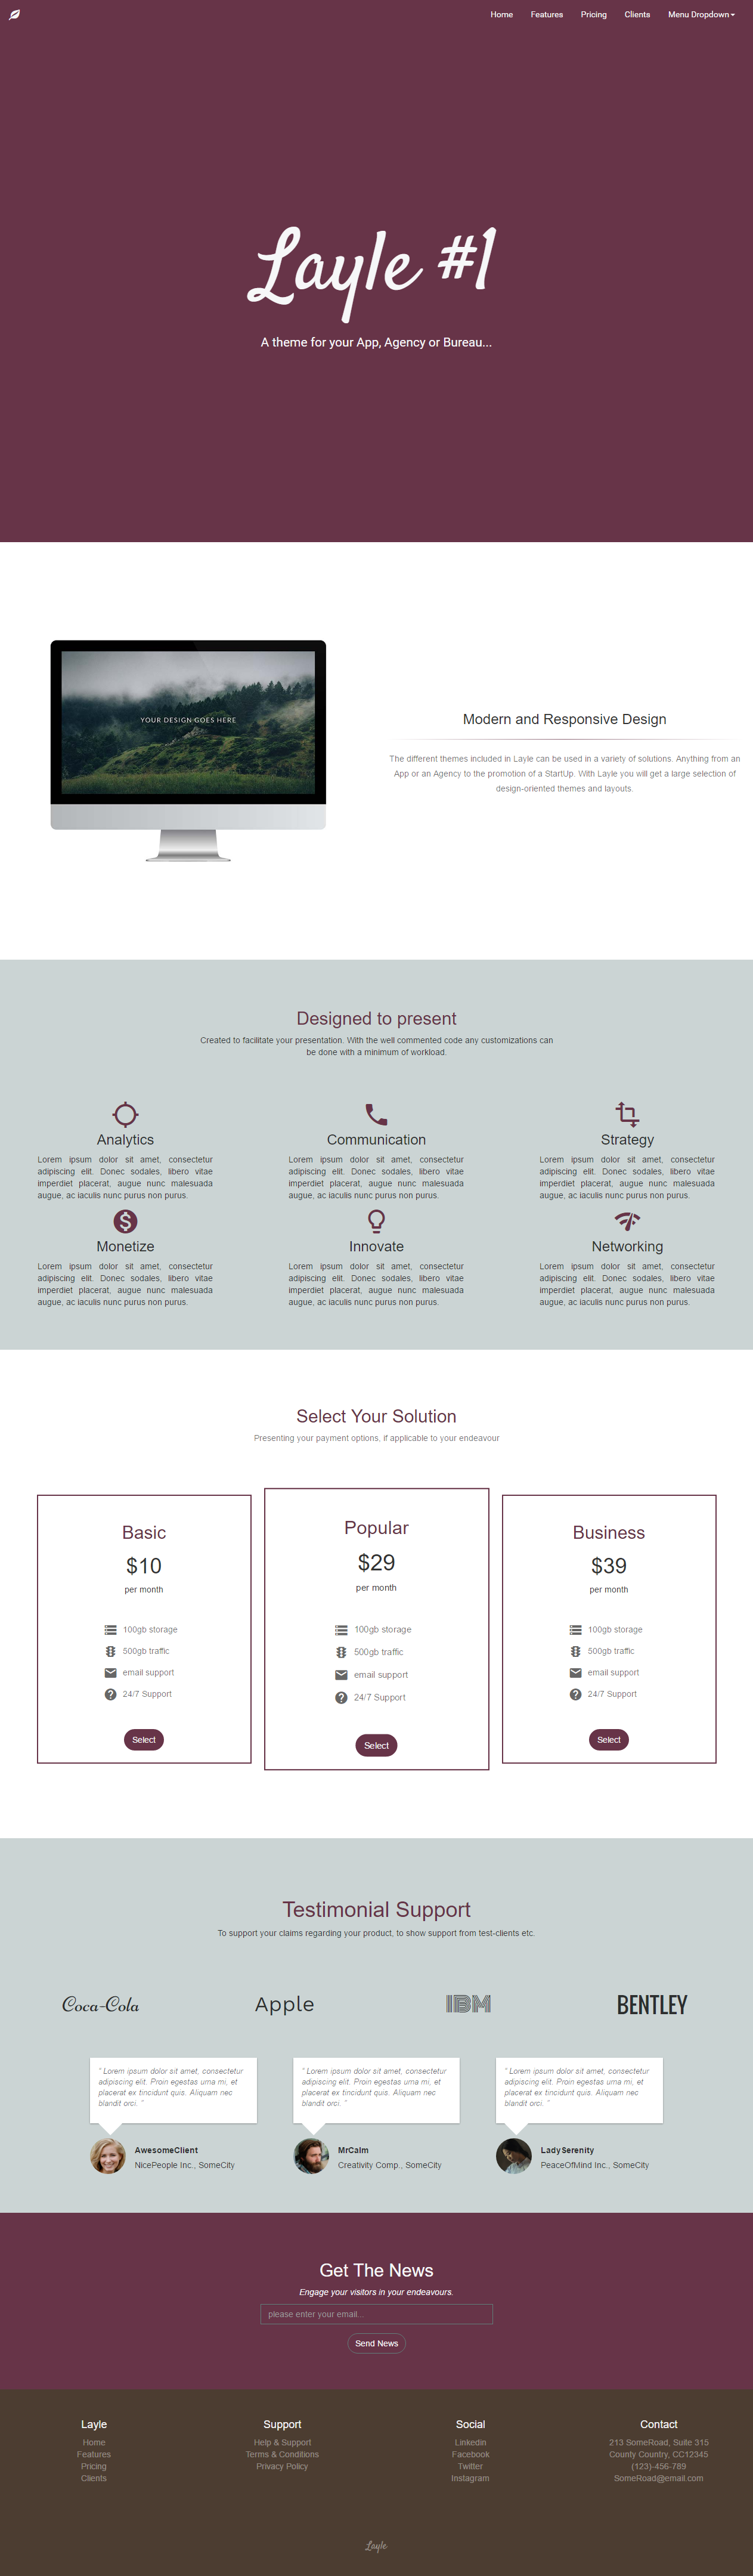 Home Features Pricing Clients Menu Dropdown
Layle #1
A theme for your App, Agency or Bureau...
YOUR DESIGN GOES HERE
Modern and Responsive Design
The different themes included in Layle can be used in a variety of solutions. Anything from an
App or an Agency to the promotion of a StartUp. With Layle you will get a large selection of
design-oriented themes and layouts.
Designed to present
Created to facilitate your presentation. With the well commented code any customizations can
be done with a minimum of workload.
Analytics
Lorem ipsum dolor sit amet, consectetur
adipiscing elit. Donec sodales, libero vitae
imperdiet placerat, augue nunc malesuada
augue, ac iaculis nunc purus non purus.
Communication
Lorem ipsum dolor sit amet, consectetur
adipiscing elit. Donec sodales, libero vitae
imperdiet placerat, augue nunc malesuada
augue, ac iaculis nunc purus non purus.
Strategy
Lorem ipsum dolor sit amet, consectetur
adipiscing elit. Donec sodales, libero vitae
imperdiet placerat, augue nunc malesuada
augue, ac iaculis nunc purus non purus.
Monetize
Lorem ipsum dolor sit amet, consectetur
adipiscing elit. Donec sodales, libero vitae
imperdiet placerat, augue nunc malesuada
augue, ac iaculis nunc purus non purus.
Innovate
Lorem ipsum dolor sit amet, consectetur
adipiscing elit. Donec sodales, libero vitae
imperdiet placerat, augue nunc malesuada
augue, ac iaculis nunc purus non purus.
Networking
Lorem ipsum dolor sit amet, consectetur
adipiscing elit. Donec sodales, libero vitae
imperdiet placerat, augue nunc malesuada
augue, ac iaculis nunc purus non purus.
Select Your Solution
Presenting your payment options, if applicable to your endeavour
Basic
$10
per month
100gb storage
500gb traffic
email support
24/7 Support
Select
Popular
$29
per month
100gb storage
500gb traffic
email support
24/7 Support
Select
Business
$39
per month
100gb storage
500gb traffic
email support
24/7 Support
Select
Testimonial Support
To support your claims regarding your product, to show support from test-clients etc.
Coca-Cola Apple IBM BENTLEY
" Lorem ipsum dolor sit amet, consectetur
adipiscing elit. Proin egestas urna mi, et
placerat ex tincidunt quis. Aliquam nec
blandit orci. "
AwesomeClient
NicePeople Inc., SomeCity
" Lorem ipsum dolor sit amet, consectetur
adipiscing elit. Proin egestas urna mi, et
placerat ex tincidunt quis. Aliquam nec
blandit orci. "
MrCalm
Creativity Comp., SomeCity
" Lorem ipsum dolor sit amet, consectetur
adipiscing elit. Proin egestas urna mi, et
placerat ex tincidunt quis. Aliquam nec
blandit orci. "
LadySerenity
PeaceOfMind Inc., SomeCity
Get The News
Engage your visitors in your endeavours.
please enter your email...
Send News
Layle
Home
Features
Pricing
Clients
Support
Help & Support
Terms & Conditions
Privacy Policy
Social
Linkedin
Facebook
Twitter
Instagram
Contact
213 SomeRoad, Suite 315
County Country, CC12345
(123)-456-789
SomeRoad@email.com
Layle